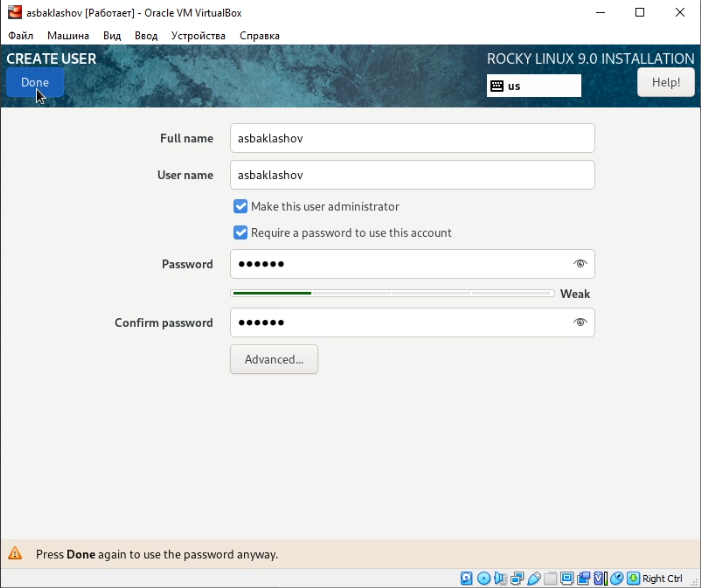 asbaklashov [Работает] - Oracle VM VirtualBox
Файл Машина Вид Ввод Устройства Справка
CREATE USER
ROCKY LINUX 9.0 INSTALLATION
Done
us
Help!
Full name
asbaklashov
User name
asbaklashov
Make this user administrator
Require a password to use this account
Password
●●●●●●
Weak
Confirm password
●●●●●●
Advanced...
Press Done again to use the password anyway.
Right Ctrl